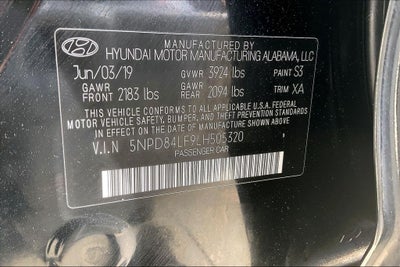 MANUFACTURED BY
HYUNDAI MOTOR MANUFACTURING ALABAMA, LLC
Jun/03/19 GVWR 3924 lbs PAINT S3
GAWR FRONT 2183 lbs GAWR REAR 2094 lbs TRIM XA
THIS VEHICLE CONFORMS TO ALL APPLICABLE U.S.A. FEDERAL
MOTOR VEHICLE SAFETY, BUMPER, AND THEFT PREVENTION
STANDARDS IN EFFECT ON THE DATE OF MANUFACTURE SHOWN ABOVE.
V.I.N 5NPD84LF9LH505320
PASSENGER CAR